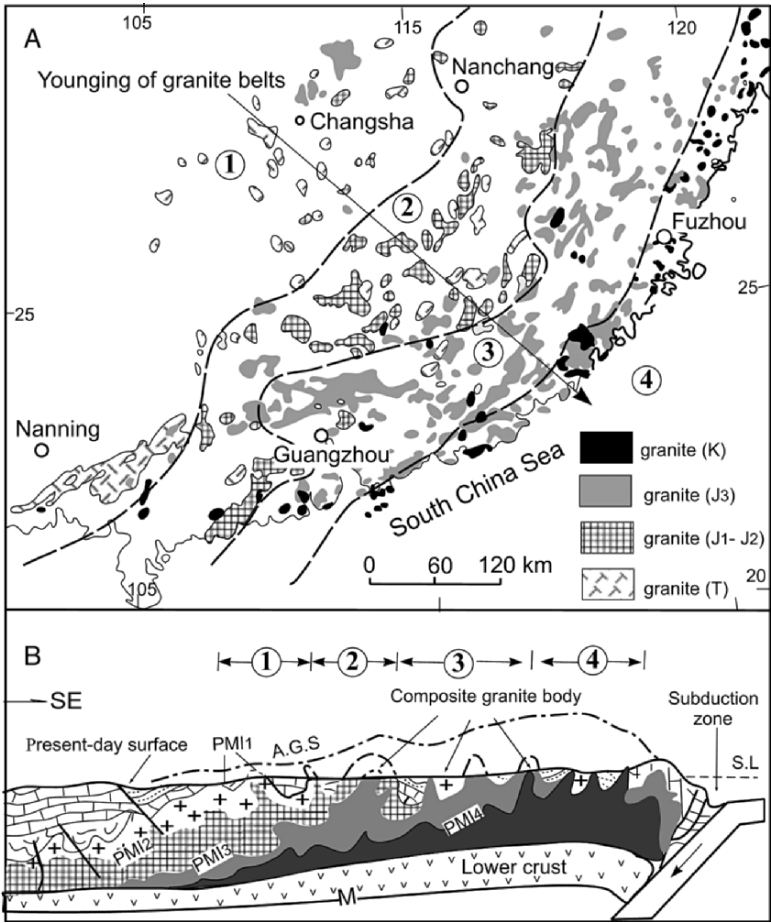 A
105
115
120
Younging of granite belts
Nanchang
Changsha
1
2
Fuzhou
25
25
3
4
Nanning
Guangzhou
South China Sea
granite (K)
granite (J3)
granite (J1- J2)
granite (T)
0 60 120 km
105
20
B
1 2 3 4
SE
Composite granite body
Subduction
zone
Present-day surface
PMI1
A.G.S
S.L
PMI2
PMI3
PMI4
Lower crust
M